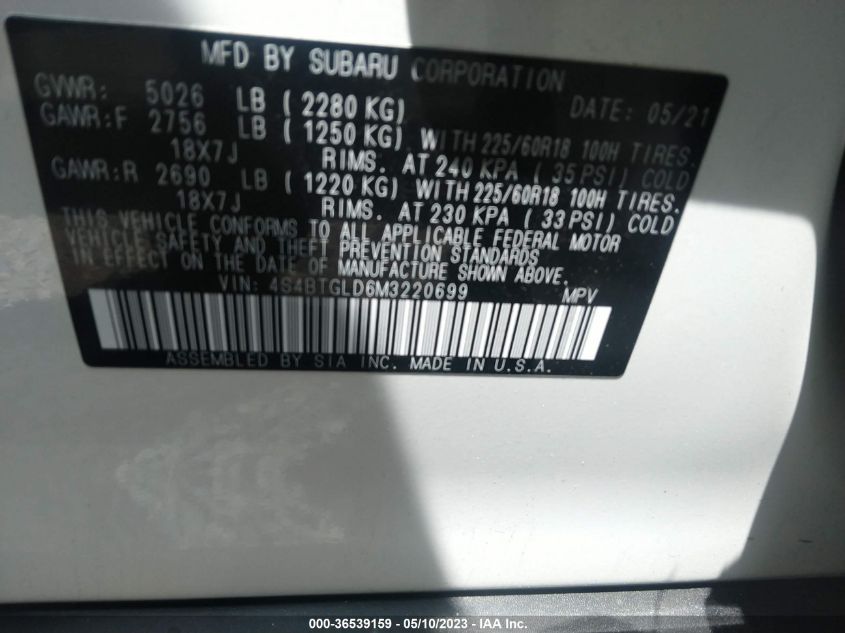 MFD BY SUBARU CORPORATION
GVWR: 5026 LB ( 2280 KG) DATE: 05/21
GAWR:F 2756 LB ( 1250 KG) WITH 225/60R18 100H TIRES.
18X7J RIMS. AT 240 KPA ( 35 PSI) COLD
GAWR:R 2690 LB ( 1220 KG) WITH 225/60R18 100H TIRES.
18X7J RIMS. AT 230 KPA ( 33 PSI) COLD
THIS VEHICLE CONFORMS TO ALL APPLICABLE FEDERAL MOTOR
VEHICLE SAFETY AND THEFT PREVENTION STANDARDS
IN EFFECT ON THE DATE OF MANUFACTURE SHOWN ABOVE.
VIN: 4S4BTGLD6M3220699 MPV
ASSEMBLED BY SIA INC. MADE IN U.S.A.
000-36539159 — 05/10/2023 — IAA Inc.